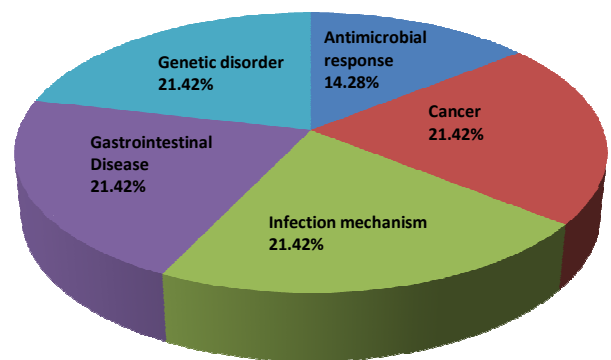 Antimicrobial
response
14.28%
Cancer
21.42%
Infection mechanism
21.42%
Gastrointestinal
Disease
21.42%
Genetic disorder
21.42%